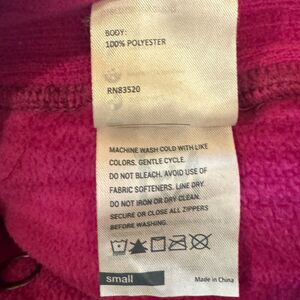 BODY:
100% POLYESTER
RN83520
MACHINE WASH COLD WITH LIKE
COLORS. GENTLE CYCLE.
DO NOT BLEACH. AVOID USE OF
FABRIC SOFTENERS. LINE DRY.
DO NOT IRON OR DRY CLEAN.
SECURE OR CLOSE ALL ZIPPERS
BEFORE WASHING.
small
Made in China